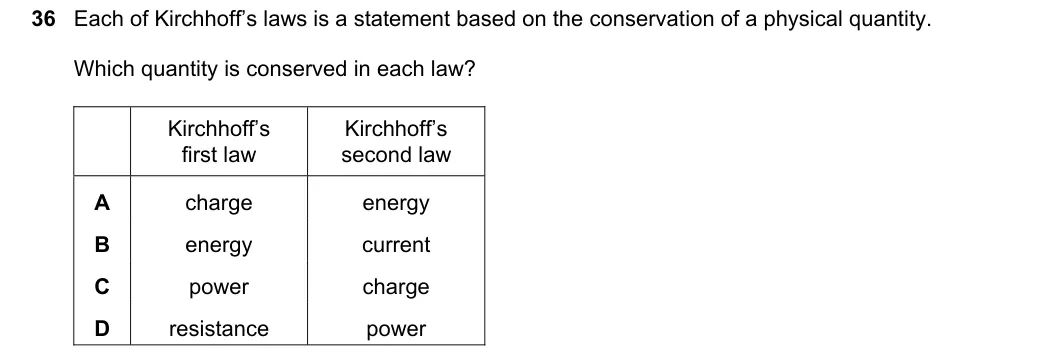 36 Each of Kirchhoff's laws is a statement based on the conservation of a physical quantity.
Which quantity is conserved in each law?
Kirchhoff's first law Kirchhoff's second law
A charge energy
B energy current
C power charge
D resistance power